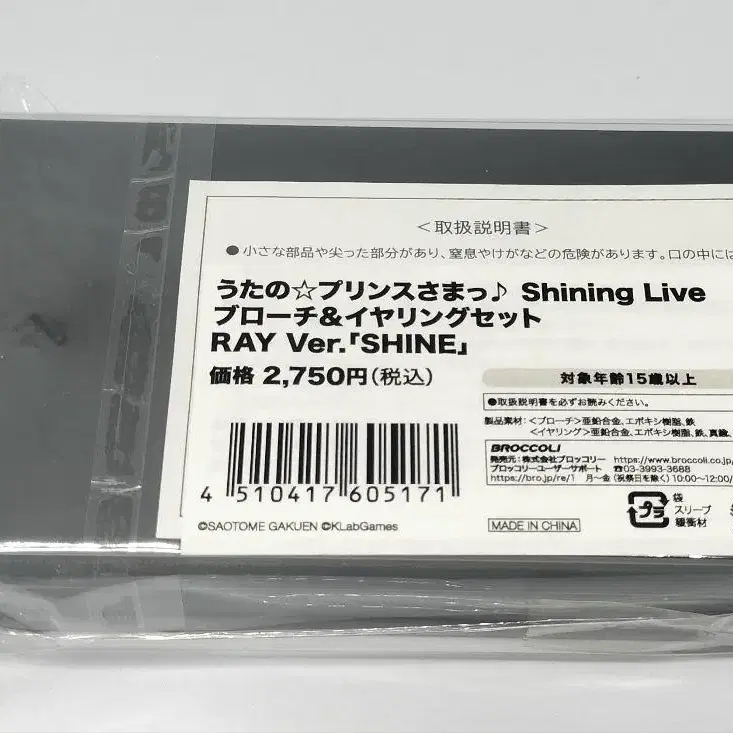 ＜取扱説明書＞
●小さな部品や尖った部分があり、窒息やけがなどの危険があります。口の中には
うたの☆プリンスさまっ♪ Shining Live
ブローチ&イヤリングセット
RAY Ver.「SHINE」
価格 2,750円(税込)
対象年齢15歳以上
●取扱説明書を必ずお読みください。
製品素材：＜ブローチ＞亜鉛合金、エポキシ樹脂、鉄
＜イヤリング＞亜鉛合金、エポキシ樹脂、鉄、真鍮、
BROCCOLI
発売元：株式会社ブロッコリー https://www.broccoli.co.jp/
ブロッコリーユーザーサポート ☎03-3993-3688
https://bro.jp/re/1 月～金(祝祭日を除く)10:00～12:00/
4 510417 605171
プラ
袋
スリーブ
緩衝材
©SAOTOME GAKUEN ©KLabGames
MADE IN CHINA